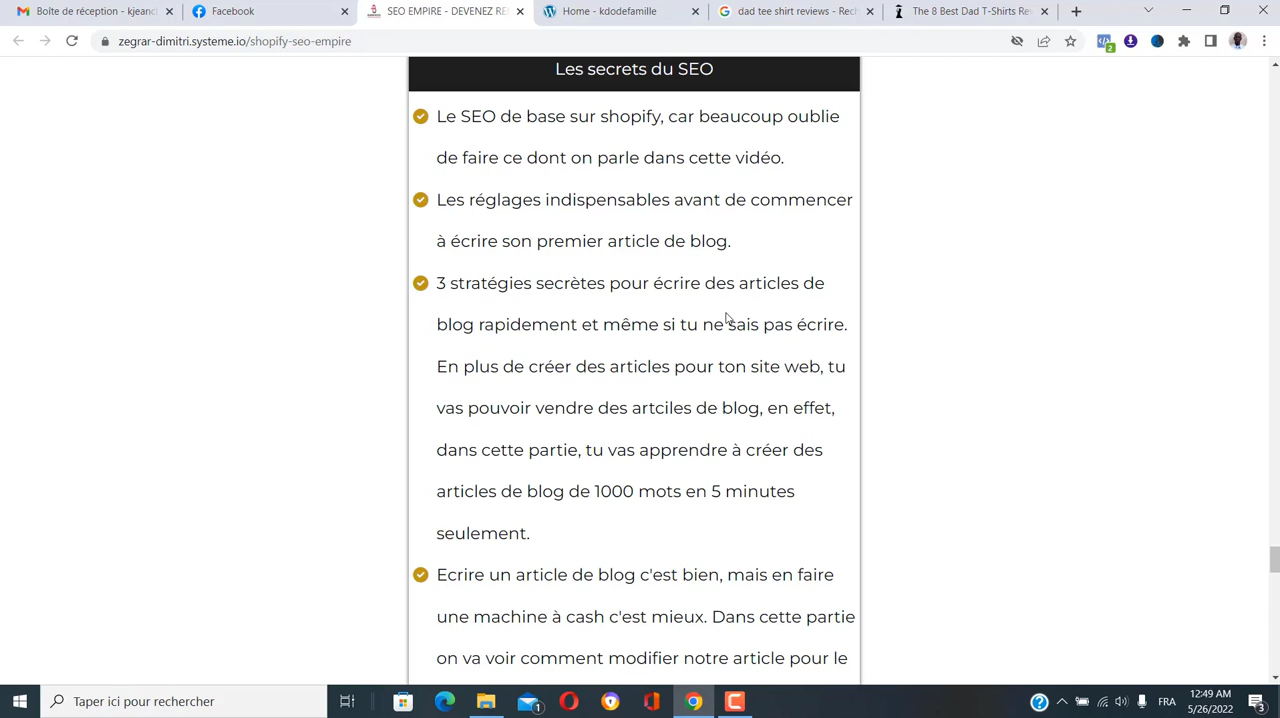 Boîte de réception - kieanc
Facebook
SEO EMPIRE - DEVENEZ RE
Home - kdodefamille
dad tee shirt reviews - Rech
The 8 Best Dad T-Shirts Re
zegrar-dimitri.systeme.io/shopify-seo-empire
2
Les secrets du SEO
Le SEO de base sur shopify, car beaucoup oublie
de faire ce dont on parle dans cette vidéo.
Les réglages indispensables avant de commencer
à écrire son premier article de blog.
3 stratégies secrètes pour écrire des articles de
blog rapidement et même si tu ne sais pas écrire.
En plus de créer des articles pour ton site web, tu
vas pouvoir vendre des artciles de blog, en effet,
dans cette partie, tu vas apprendre à créer des
articles de blog de 1000 mots en 5 minutes
seulement.
Ecrire un article de blog c'est bien, mais en faire
une machine à cash c'est mieux. Dans cette partie
on va voir comment modifier notre article pour le
Taper ici pour rechercher
1
FRA
12:49 AM
5/26/2022
3